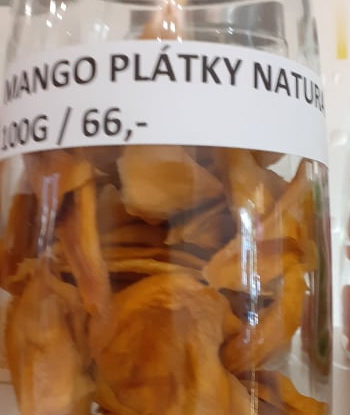 MANGO PLÁTKY NATURA
100G / 66,-